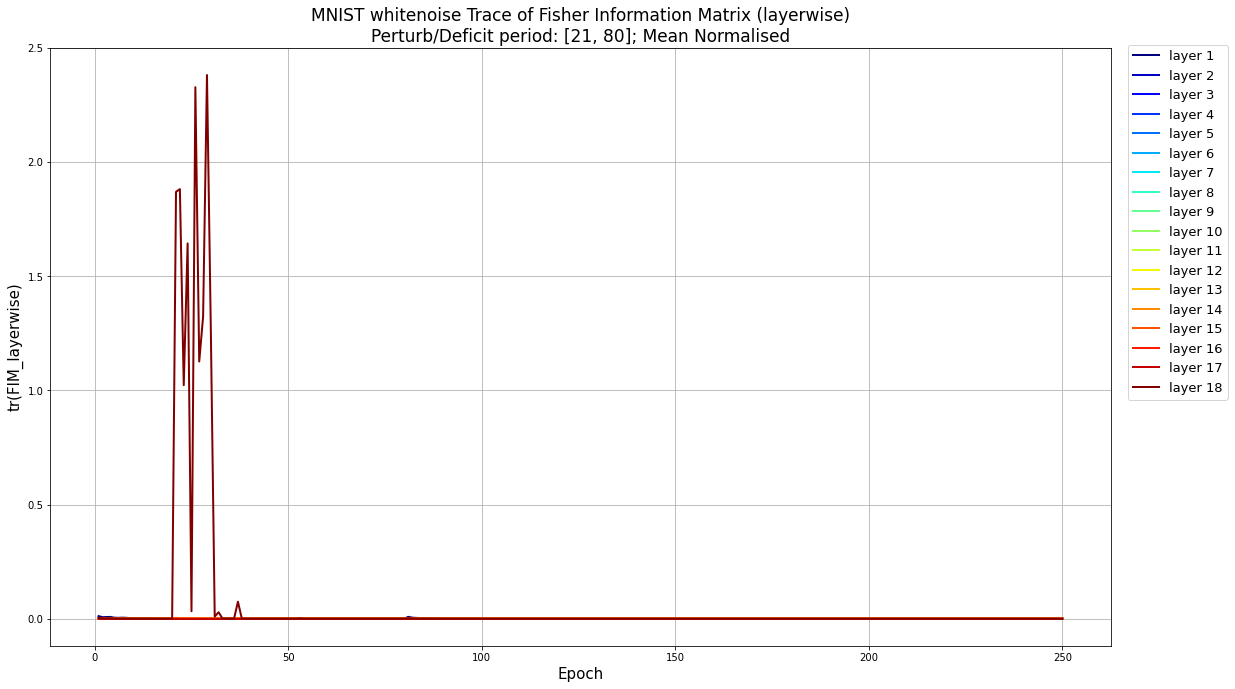 MNIST whitenoise Trace of Fisher Information Matrix (layerwise)
Perturb/Deficit period: [21, 80]; Mean Normalised
2.5
2.0
1.5
1.0
0.5
0.0
tr(FIM_layerwise)
0
50
100
150
200
250
Epoch
layer 1
layer 2
layer 3
layer 4
layer 5
layer 6
layer 7
layer 8
layer 9
layer 10
layer 11
layer 12
layer 13
layer 14
layer 15
layer 16
layer 17
layer 18